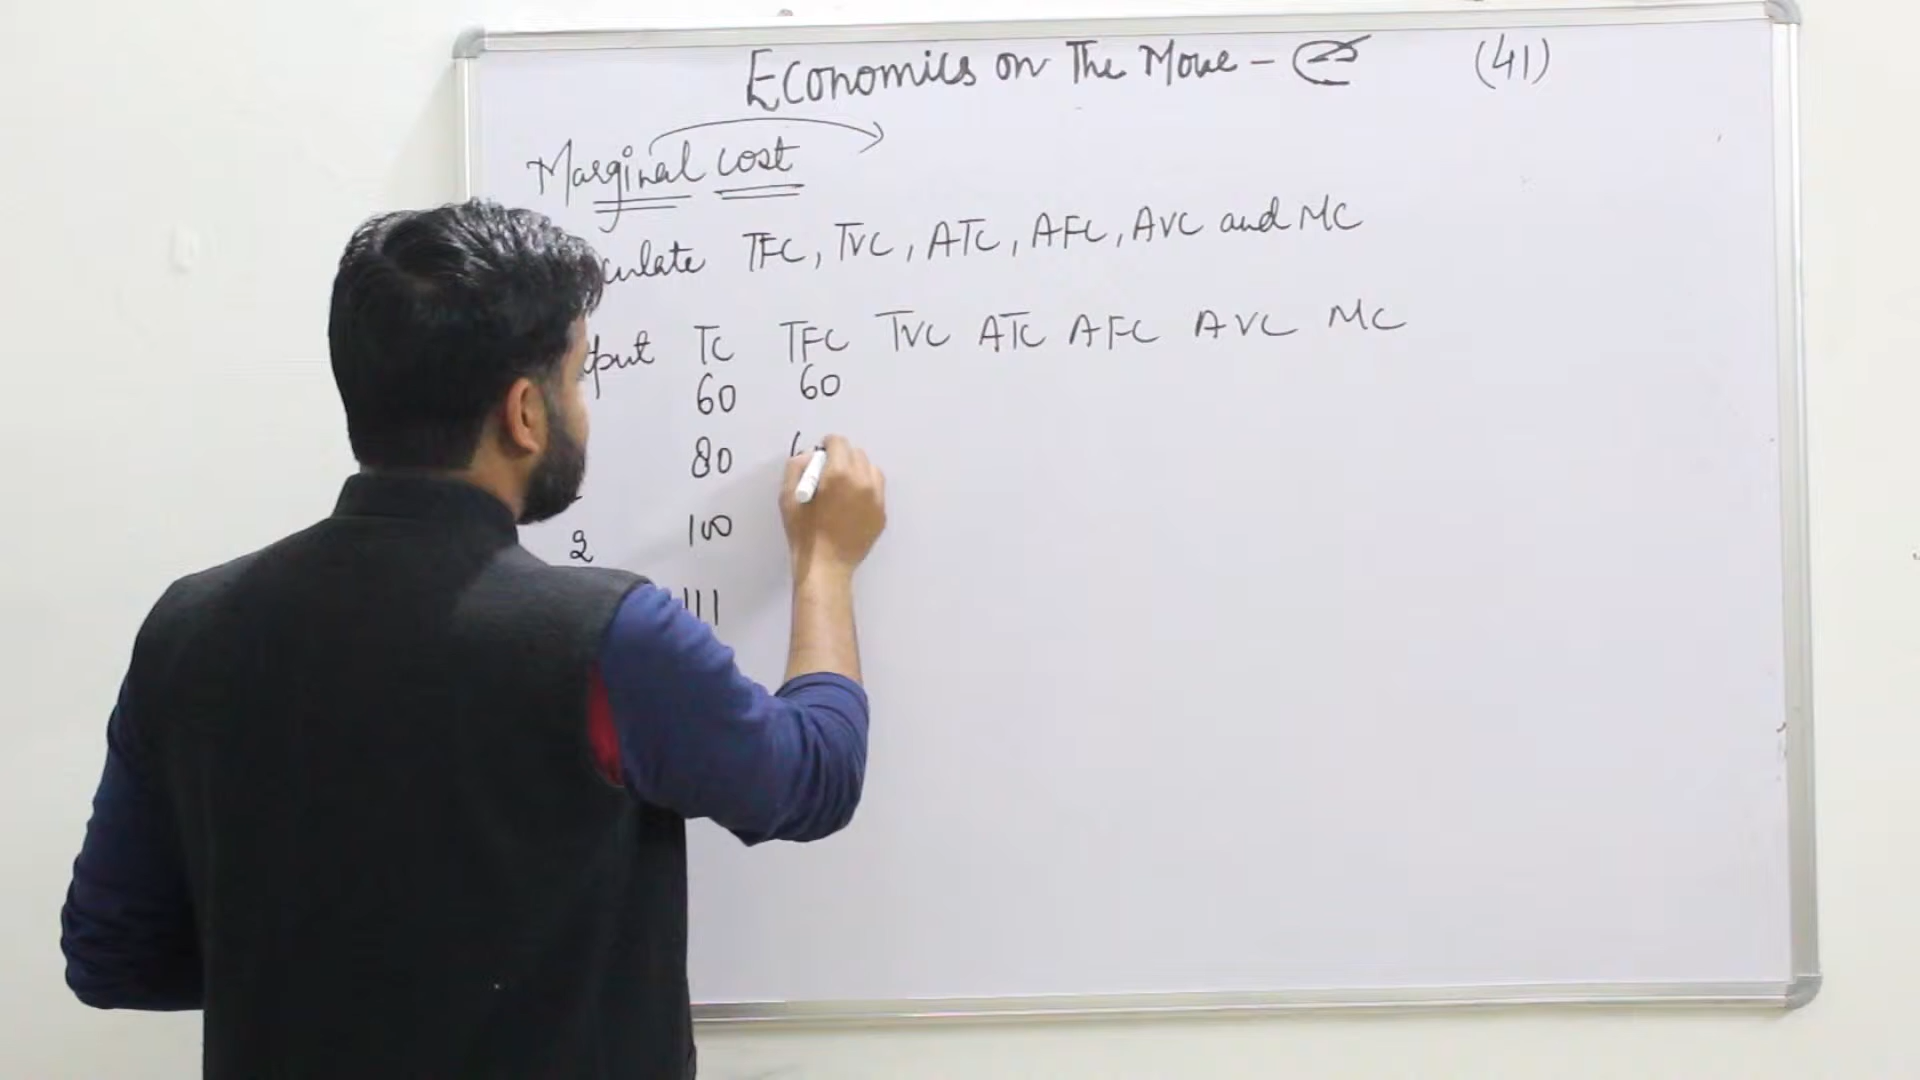 Economics on The Move - (41)
Marginal cost
culate TFC, TVC, ATC, AFC, AVC and MC
put TC TFC TVC ATC AFC AVC MC
60 60
80
2 100
111